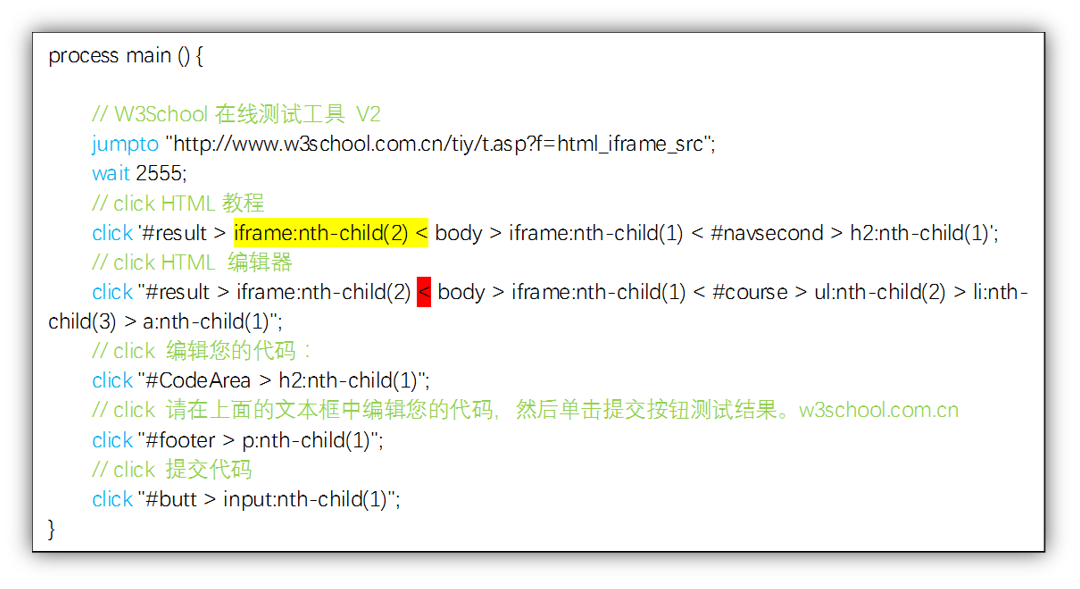 process main () {
// W3School 在线测试工具 V2
jumpto "http://www.w3school.com.cn/tiy/t.asp?f=html_iframe_src";
wait 2555;
// click HTML 教程
click '#result > iframe:nth-child(2) < body > iframe:nth-child(1) < #navsecond > h2:nth-child(1)';
// click HTML 编辑器
click "#result > iframe:nth-child(2) < body > iframe:nth-child(1) < #course > ul:nth-child(2) > li:nth-
child(3) > a:nth-child(1)";
// click 编辑您的代码：
click "#CodeArea > h2:nth-child(1)";
// click 请在上面的文本框中编辑您的代码，然后单击提交按钮测试结果。w3school.com.cn
click "#footer > p:nth-child(1)";
// click 提交代码
click "#butt > input:nth-child(1)";
}